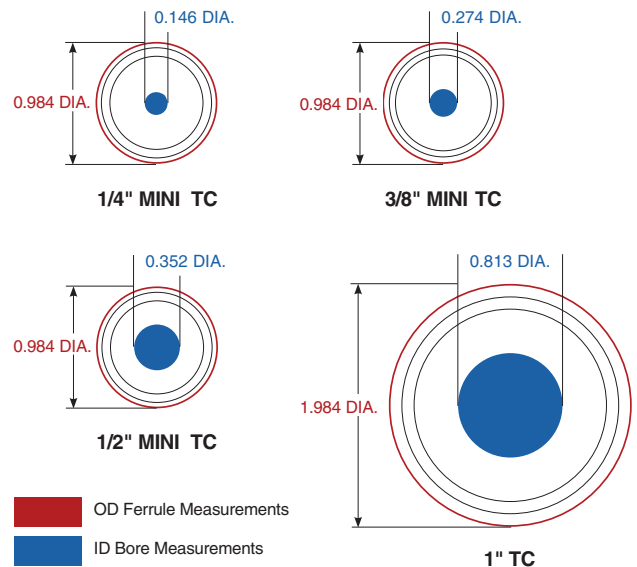 0.146 DIA.
0.274 DIA.
0.984 DIA.
0.984 DIA.
1/4" MINI TC
3/8" MINI TC
0.352 DIA.
0.813 DIA.
0.984 DIA.
1.984 DIA.
1/2" MINI TC
OD Ferrule Measurements
ID Bore Measurements
1" TC